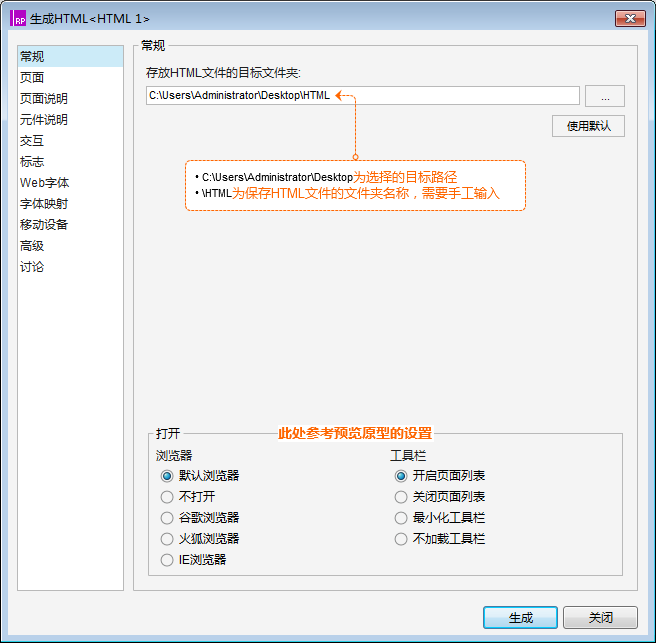 RP 生成HTML<HTML 1>
常规
页面
页面说明
元件说明
交互
标志
Web字体
字体映射
移动设备
高级
讨论
常规
存放HTML文件的目标文件夹:
C:\Users\Administrator\Desktop\HTML
...
使用默认
• C:\Users\Administrator\Desktop为选择的目标路径
• \HTML为保存HTML文件的文件夹名称，需要手工输入
打开
此处参考预览原型的设置
浏览器
默认浏览器
不打开
谷歌浏览器
火狐浏览器
IE浏览器
工具栏
开启页面列表
关闭页面列表
最小化工具栏
不加载工具栏
生成
关闭